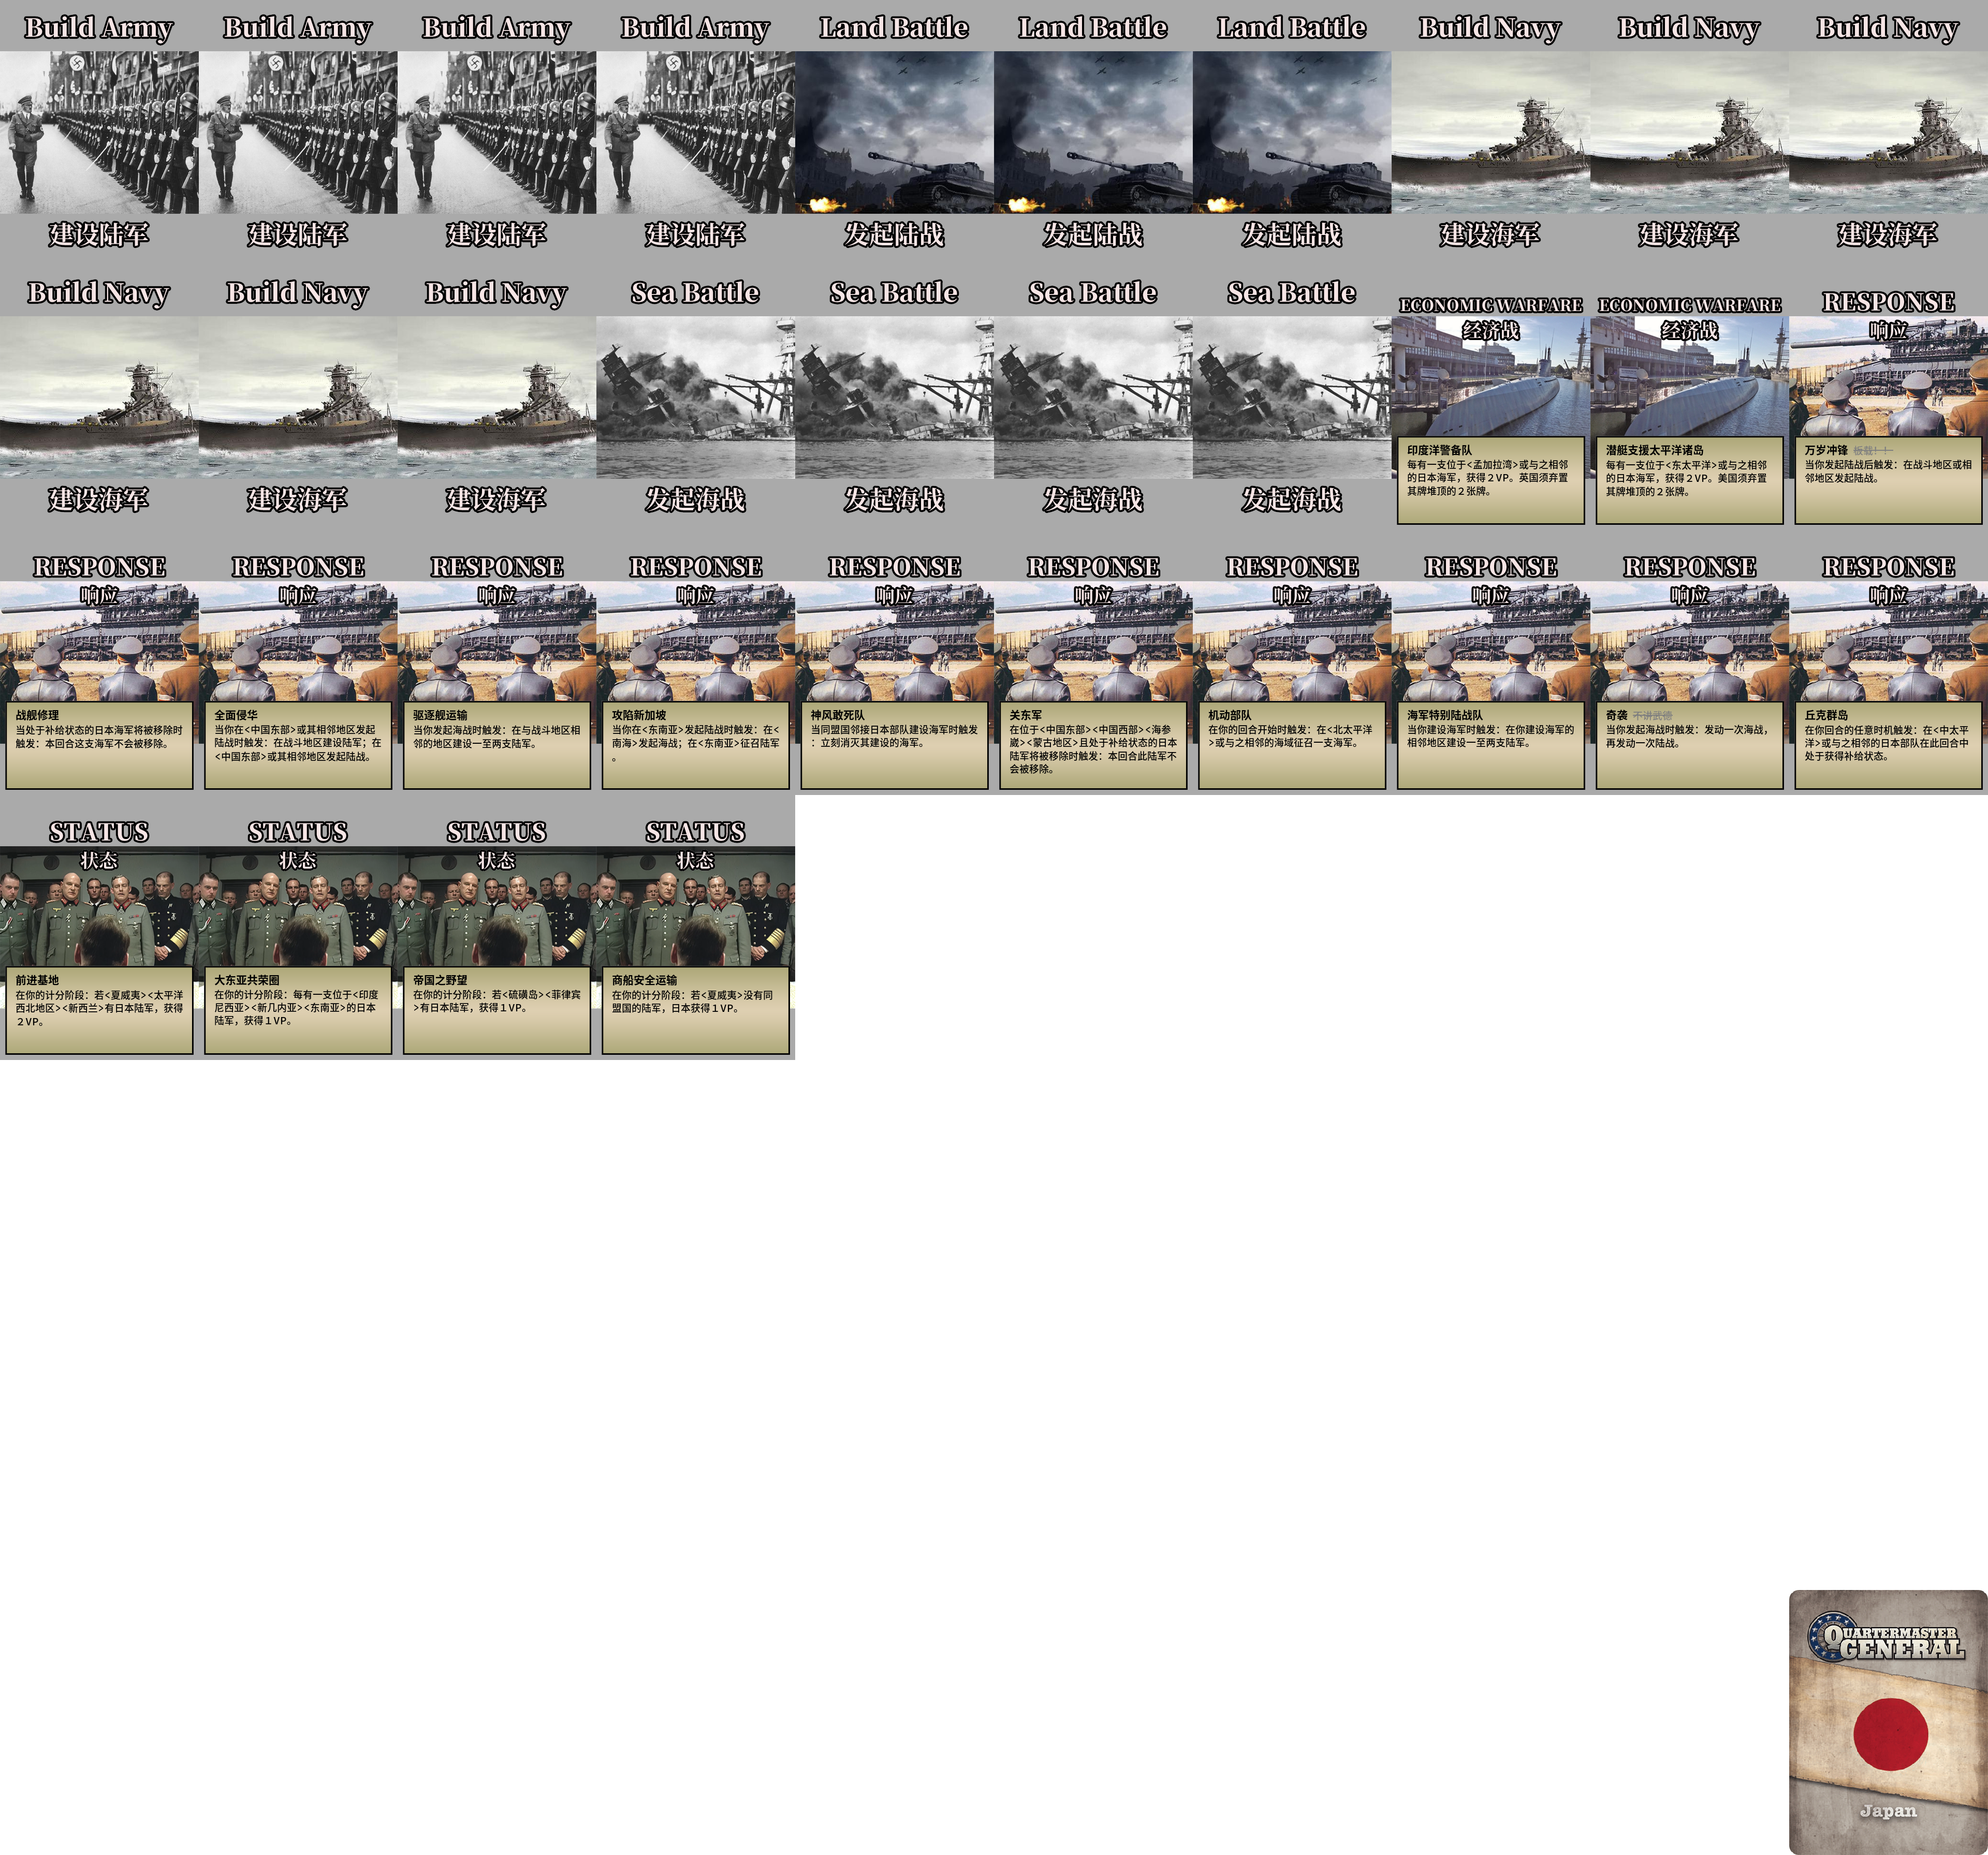 Build Army
Build Army
Build Army
Build Army
Land Battle
Land Battle
Land Battle
Build Navy
Build Navy
Build Navy
建设陆军
建设陆军
建设陆军
建设陆军
发起陆战
发起陆战
发起陆战
建设海军
建设海军
建设海军
Build Navy
Build Navy
Build Navy
Sea Battle
Sea Battle
Sea Battle
Sea Battle
建设海军
建设海军
建设海军
发起海战
发起海战
发起海战
发起海战
ECONOMIC WARFARE
经济战
印度洋警备队
每有一支位于<孟加拉湾>或与之相邻
的日本海军，获得２VP。英国须弃置
其牌堆顶的２张牌。
ECONOMIC WARFARE
经济战
潜艇支援太平洋诸岛
每有一支位于<东太平洋>或与之相邻
的日本海军，获得２VP。美国须弃置
其牌堆顶的２张牌。
RESPONSE
响应
万岁冲锋 板载！！
当你发起陆战后触发：在战斗地区或相
邻地区发起陆战。
RESPONSE
响应
战舰修理
当处于补给状态的日本海军将被移除时
触发：本回合这支海军不会被移除。
RESPONSE
响应
全面侵华
当你在<中国东部>或其相邻地区发起
陆战时触发：在战斗地区建设陆军；在
<中国东部>或其相邻地区发起陆战。
RESPONSE
响应
驱逐舰运输
当你发起海战时触发：在与战斗地区相
邻的地区建设一至两支陆军。
RESPONSE
响应
攻陷新加坡
当你在<东南亚>发起陆战时触发：在<
南海>发起海战；在<东南亚>征召陆军
。
RESPONSE
响应
神风敢死队
当同盟国邻接日本部队建设海军时触发
：立刻消灭其建设的海军。
RESPONSE
响应
关东军
在位于<中国东部><中国西部><海参
崴><蒙古地区>且处于补给状态的日本
陆军将被移除时触发：本回合此陆军不
会被移除。
RESPONSE
响应
机动部队
在你的回合开始时触发：在<北太平洋
>或与之相邻的海域征召一支海军。
RESPONSE
响应
海军特别陆战队
当你建设海军时触发：在你建设海军的
相邻地区建设一至两支陆军。
RESPONSE
响应
奇袭 不讲武德
当你发起海战时触发：发动一次海战，
再发动一次陆战。
RESPONSE
响应
丘克群岛
在你回合的任意时机触发：在<中太平
洋>或与之相邻的日本部队在此回合中
处于获得补给状态。
STATUS
状态
前进基地
在你的计分阶段：若<夏威夷><太平洋
西北地区><新西兰>有日本陆军，获得
２VP。
STATUS
状态
大东亚共荣圈
在你的计分阶段：每有一支位于<印度
尼西亚><新几内亚><东南亚>的日本
陆军，获得１VP。
STATUS
状态
帝国之野望
在你的计分阶段：若<硫磺岛><菲律宾
>有日本陆军，获得１VP。
STATUS
状态
商船安全运输
在你的计分阶段：若<夏威夷>没有同
盟国的陆军，日本获得１VP。
QUARTERMASTER
GENERAL
Japan